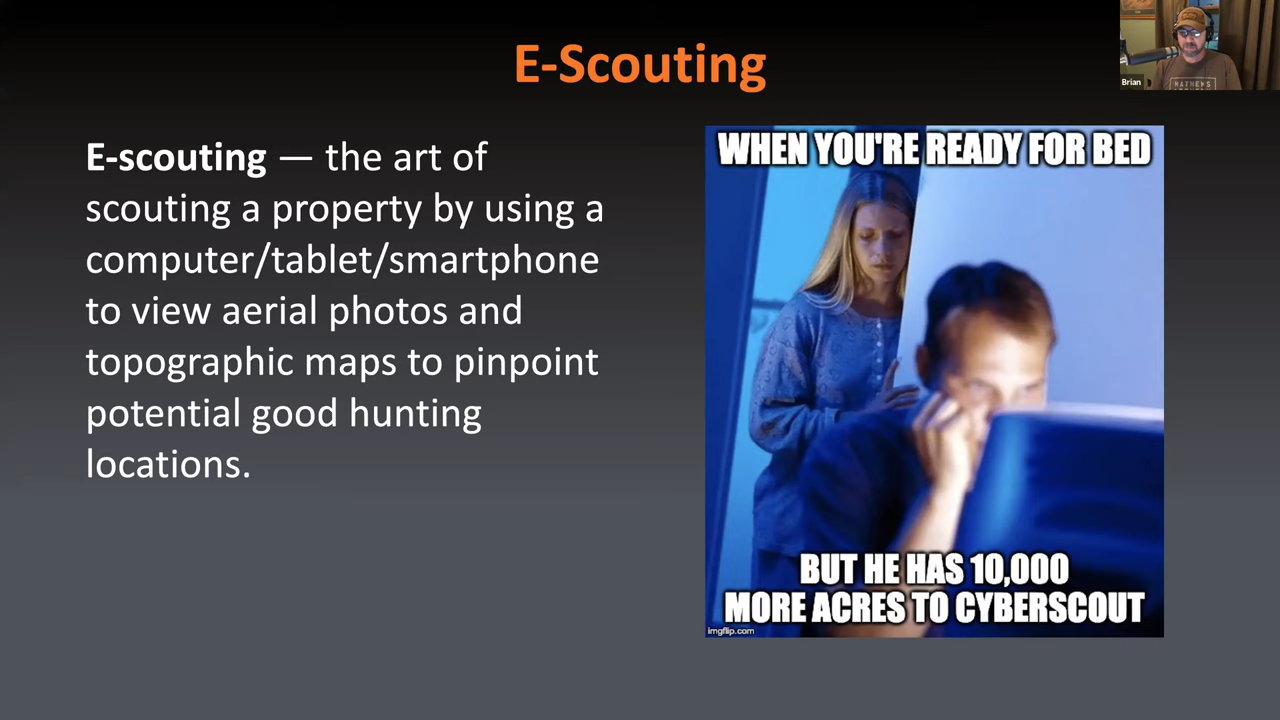 E-Scouting
Brian
MATHEWS
E-scouting — the art of
scouting a property by using a
computer/tablet/smartphone
to view aerial photos and
topographic maps to pinpoint
potential good hunting
locations.
WHEN YOU'RE READY FOR BED
BUT HE HAS 10,000
MORE ACRES TO CYBERSCOUT
imgflip.com